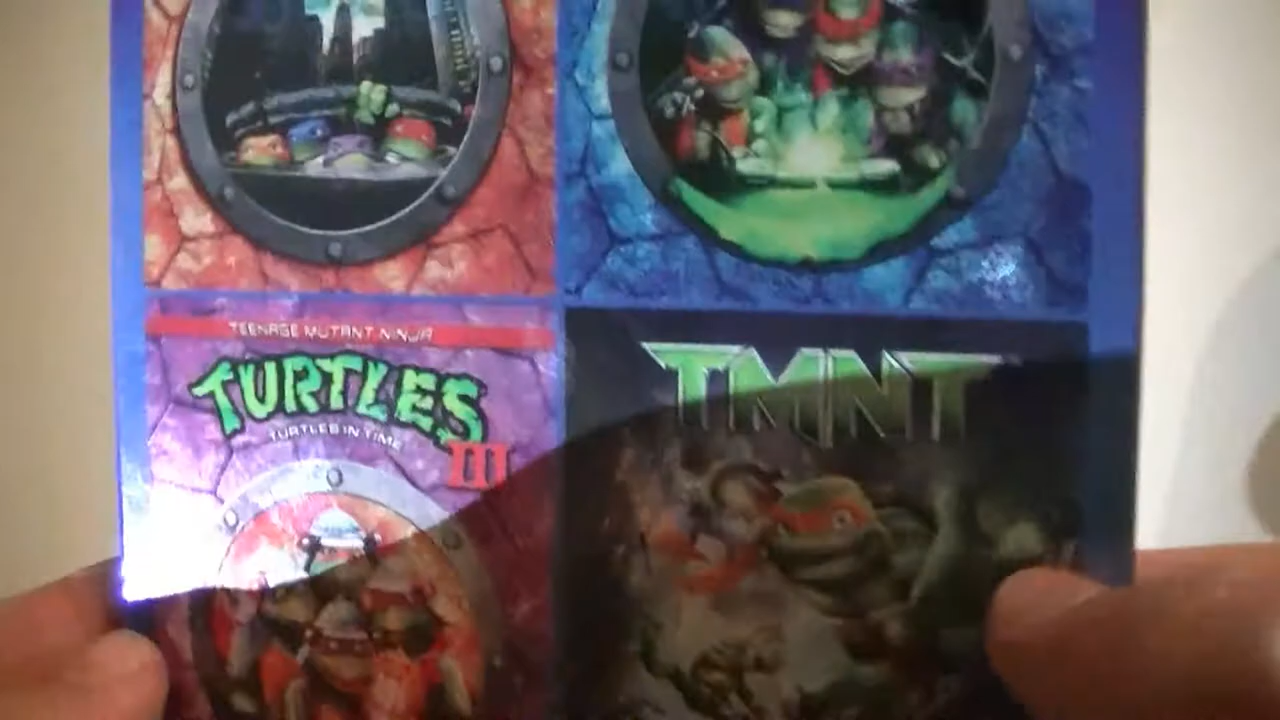 TEENAGE MUTANT NINJA
TURTLES
TURTLES IN TIME
III
TMNT